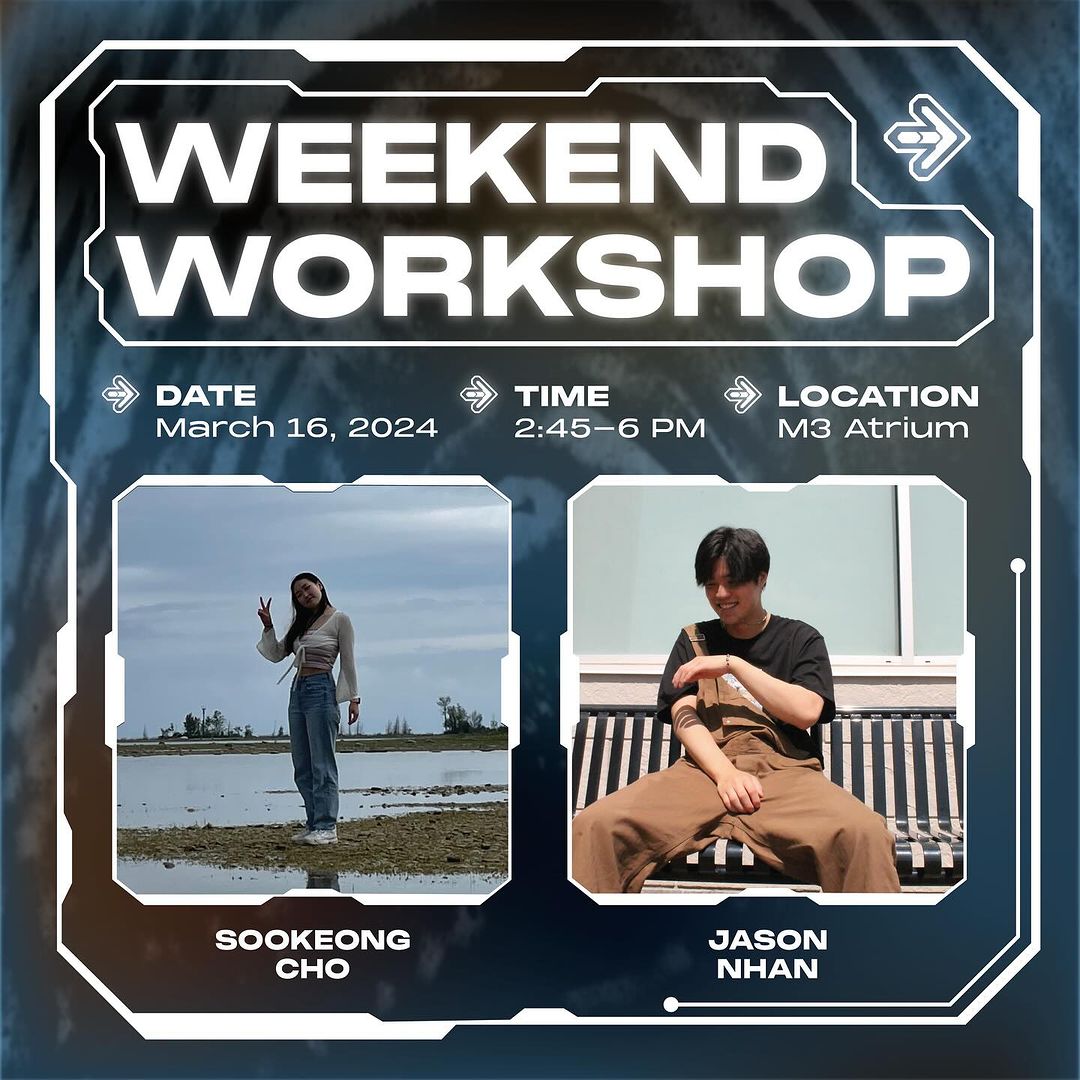 WEEKEND
WORKSHOP
DATE
March 16, 2024
TIME
2:45–6 PM
LOCATION
M3 Atrium
SOOKEONG
CHO
JASON
NHAN